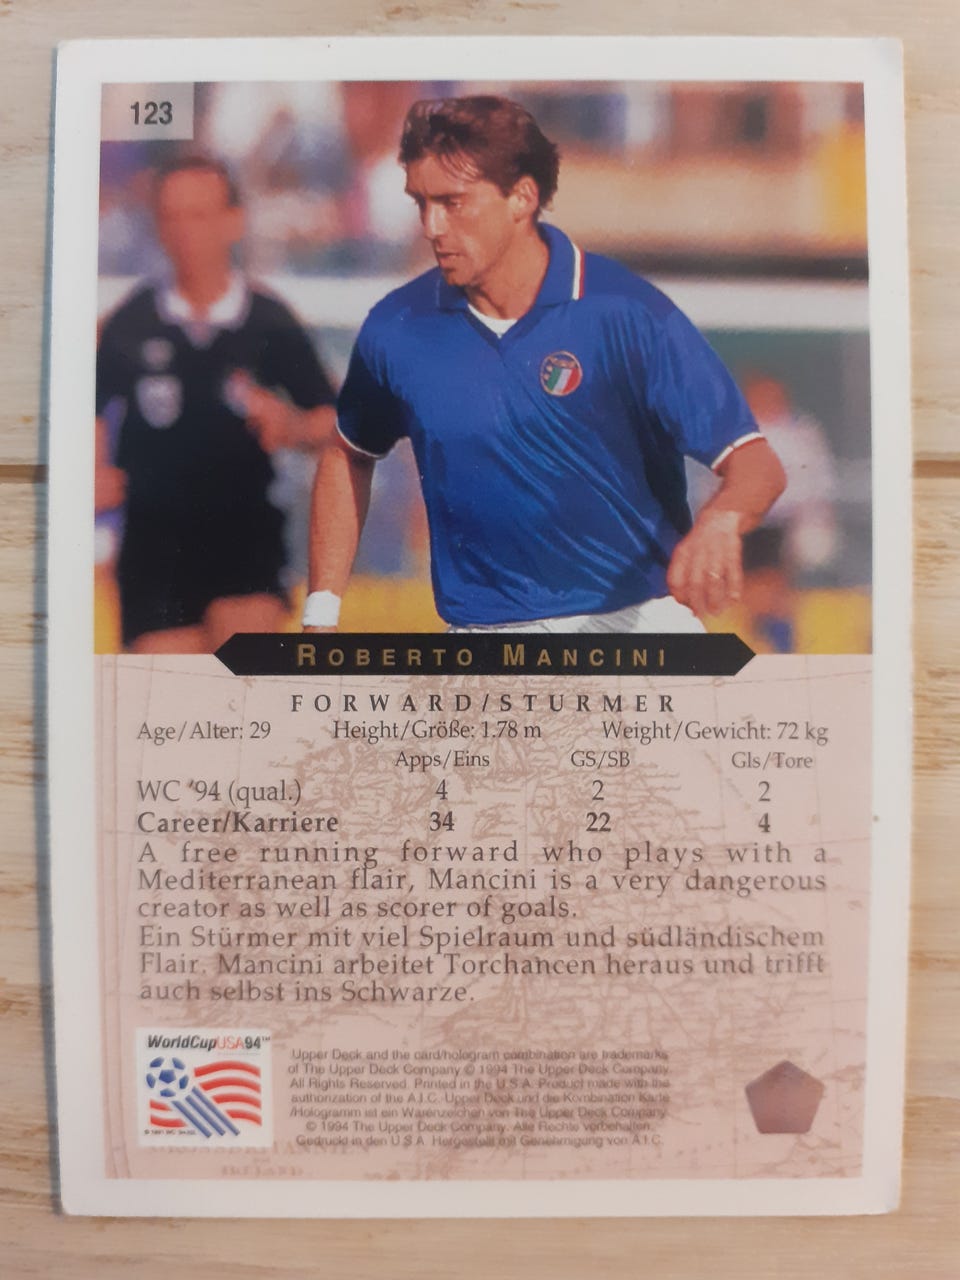 123
ROBERTO MANCINI
FORWARD/STURMER
Age/Alter: 29 Height/Größe: 1.78 m Weight/Gewicht: 72 kg
Apps/Eins GS/SB Gls/Tore
WC '94 (qual.) 4 2 2
Career/Karriere 34 22 4
A free running forward who plays with a
Mediterranean flair, Mancini is a very dangerous
creator as well as scorer of goals.
Ein Stürmer mit viel Spielraum und südländischem
Flair. Mancini arbeitet Torchancen heraus und trifft
auch selbst ins Schwarze.
WorldCupUSA94™
Upper Deck and the card/hologram combination are trademarks
of The Upper Deck Company © 1994 The Upper Deck Company.
All Rights Reserved. Printed in the U.S.A. Product made with the
authorization of the A.I.C. Upper Deck und die Kombination Karte
/Hologramm ist ein Warenzeichen von The Upper Deck Company.
© 1994 The Upper Deck Company. Alle Rechte vorbehalten.
Gedruckt in den U S A. Hergestellt mit Genehmigung von A.I.C.